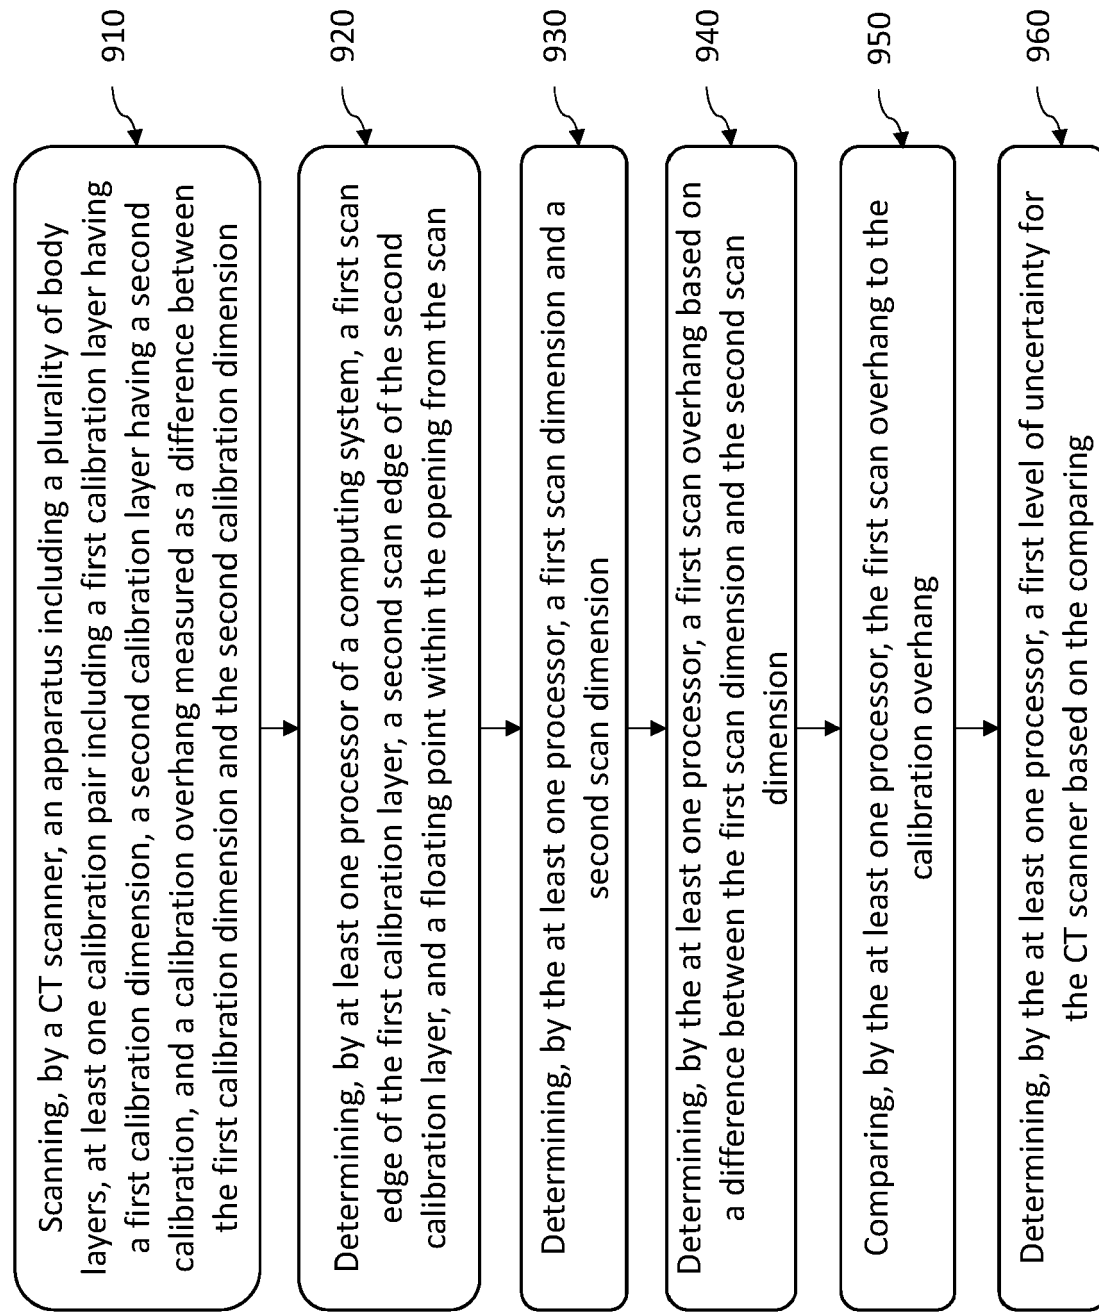 Scanning, by a CT scanner, an apparatus including a plurality of body
layers, at least one calibration pair including a first calibration layer having
a first calibration dimension, a second calibration layer having a second
calibration, and a calibration overhang measured as a difference between
the first calibration dimension and the second calibration dimension
910
Determining, by at least one processor of a computing system, a first scan
edge of the first calibration layer, a second scan edge of the second
calibration layer, and a floating point within the opening from the scan
920
Determining, by the at least one processor, a first scan dimension and a
second scan dimension
930
Determining, by the at least one processor, a first scan overhang based on
a difference between the first scan dimension and the second scan
dimension
940
Comparing, by the at least one processor, the first scan overhang to the
calibration overhang
950
Determining, by the at least one processor, a first level of uncertainty for
the CT scanner based on the comparing
960